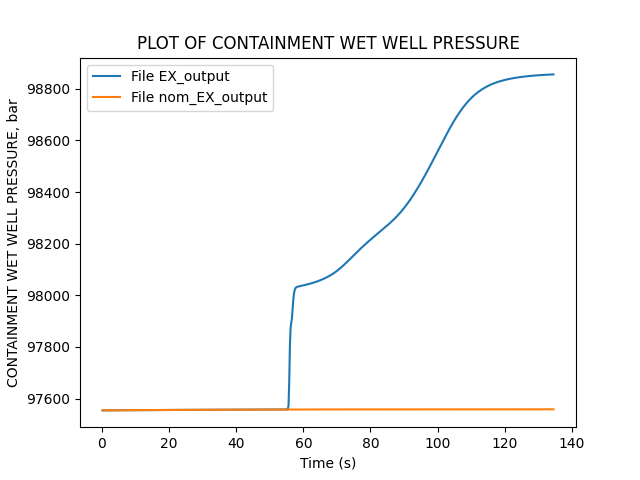 PLOT OF CONTAINMENT WET WELL PRESSURE
File EX_output
File nom_EX_output
CONTAINMENT WET WELL PRESSURE, bar
98800
98600
98400
98200
98000
97800
97600
0 20 40 60 80 100 120 140
Time (s)